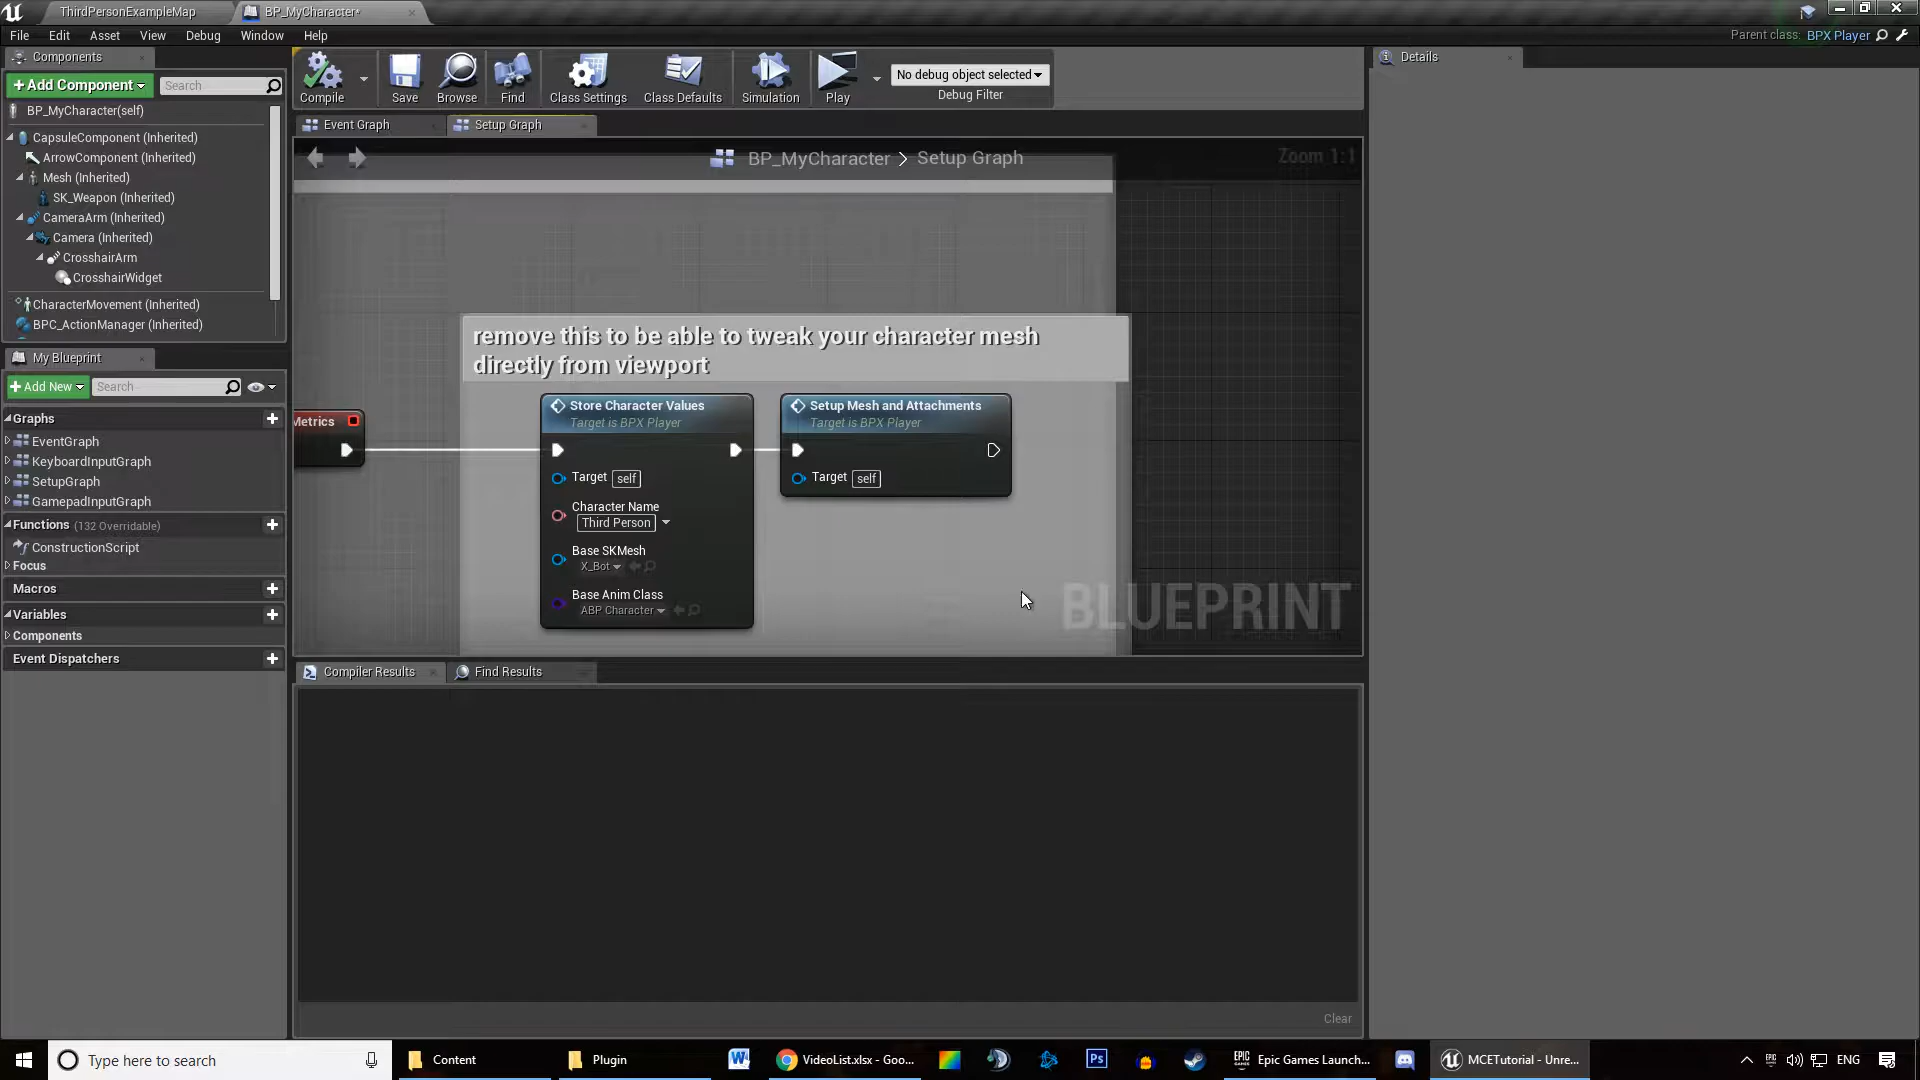 ThirdPersonExampleMap
BP_MyCharacter*
File Edit Asset View Debug Window Help
Parent class: BPX Player
Components
+Add Component
Search
BP_MyCharacter(self)
CapsuleComponent (Inherited)
ArrowComponent (Inherited)
Mesh (Inherited)
SK_Weapon (Inherited)
CameraArm (Inherited)
Camera (Inherited)
CrosshairArm
CrosshairWidget
CharacterMovement (Inherited)
BPC_ActionManager (Inherited)
My Blueprint
+Add New
Search
Graphs
EventGraph
KeyboardInputGraph
SetupGraph
GamepadInputGraph
Functions (132 Overridable)
ConstructionScript
Focus
Macros
Variables
Components
Event Dispatchers
Compile
Save
Browse
Find
Class Settings
Class Defaults
Simulation
Play
No debug object selected
Debug Filter
Event Graph
Setup Graph
BP_MyCharacter > Setup Graph
Zoom 1:1
remove this to be able to tweak your character mesh
directly from viewport
Metrics
Store Character Values
Target is BPX Player
Target self
Character Name
Third Person
Base SKMesh
X_Bot
Base Anim Class
ABP Character
Setup Mesh and Attachments
Target is BPX Player
Target self
BLUEPRINT
Compiler Results
Find Results
Clear
Details
Type here to search
Content
Plugin
VideoList.xlsx - Goo...
Epic Games Launch...
MCETutorial - Unre...
ENG